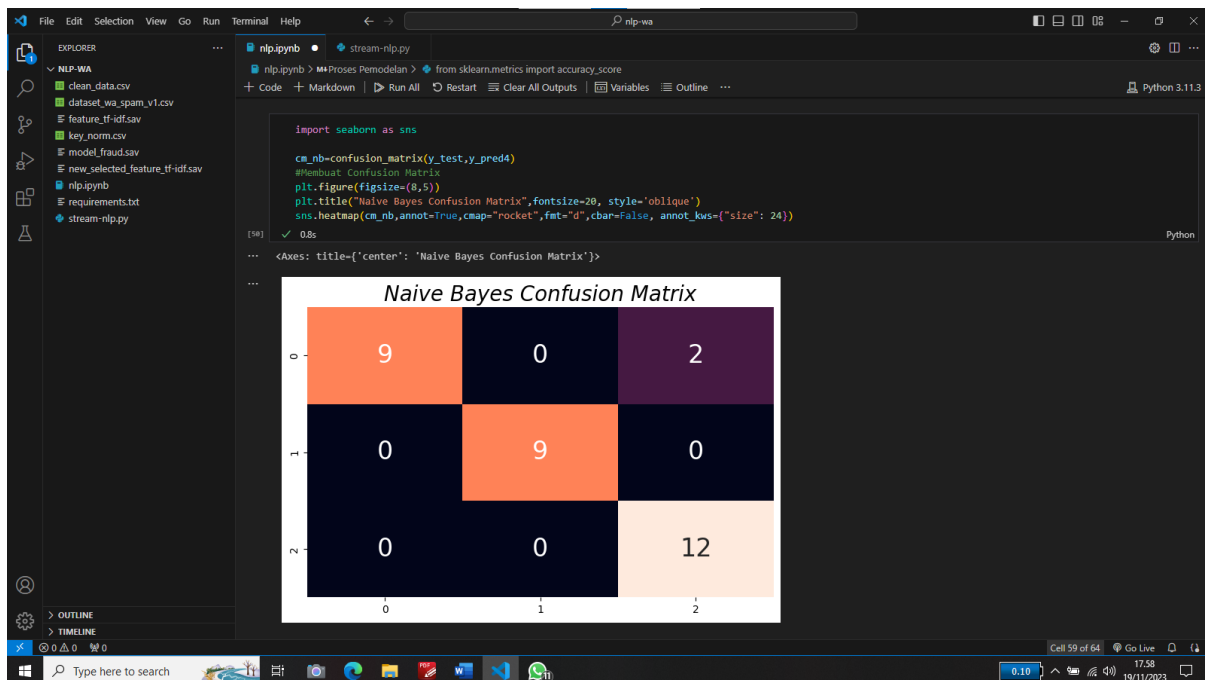 File Edit Selection View Go Run Terminal Help
nlp-wa
EXPLORER
nlp.ipynb
stream-nlp.py
NLP-WA
clean_data.csv
dataset_wa_spam_v1.csv
feature_tf-idf.sav
key_norm.csv
model_fraud.sav
new_selected_feature_tf-idf.sav
nlp.ipynb
requirements.txt
stream-nlp.py
nlp.ipynb > M↓Proses Pemodelan > from sklearn.metrics import accuracy_score
+ Code + Markdown | Run All Restart Clear All Outputs | Variables Outline ...
Python 3.11.3
import seaborn as sns
cm_nb=confusion_matrix(y_test,y_pred4)
#Membuat Confusion Matrix
plt.figure(figsize=(8,5))
plt.title("Naive Bayes Confusion Matrix",fontsize=20, style='oblique')
sns.heatmap(cm_nb,annot=True,cmap="rocket",fmt="d",cbar=False, annot_kws={"size": 24})
[50] ✓ 0.8s
Python
... <Axes: title={'center': 'Naive Bayes Confusion Matrix'}>
...
Naive Bayes Confusion Matrix
0 9 0 2
1 0 9 0
2 0 0 12
0 1 2
> OUTLINE
> TIMELINE
0 0 0
Cell 59 of 64 Go Live
Type here to search
PDF
W
11
0.10
17.58
19/11/2023